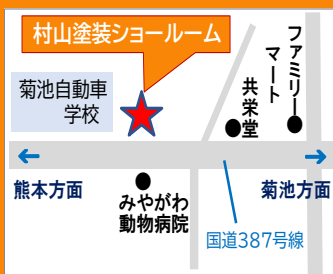 村山塗装ショールーム
菊池自動車
学校
共栄堂
ファミリー
マート
熊本方面
菊池方面
みやがわ
動物病院
国道387号線